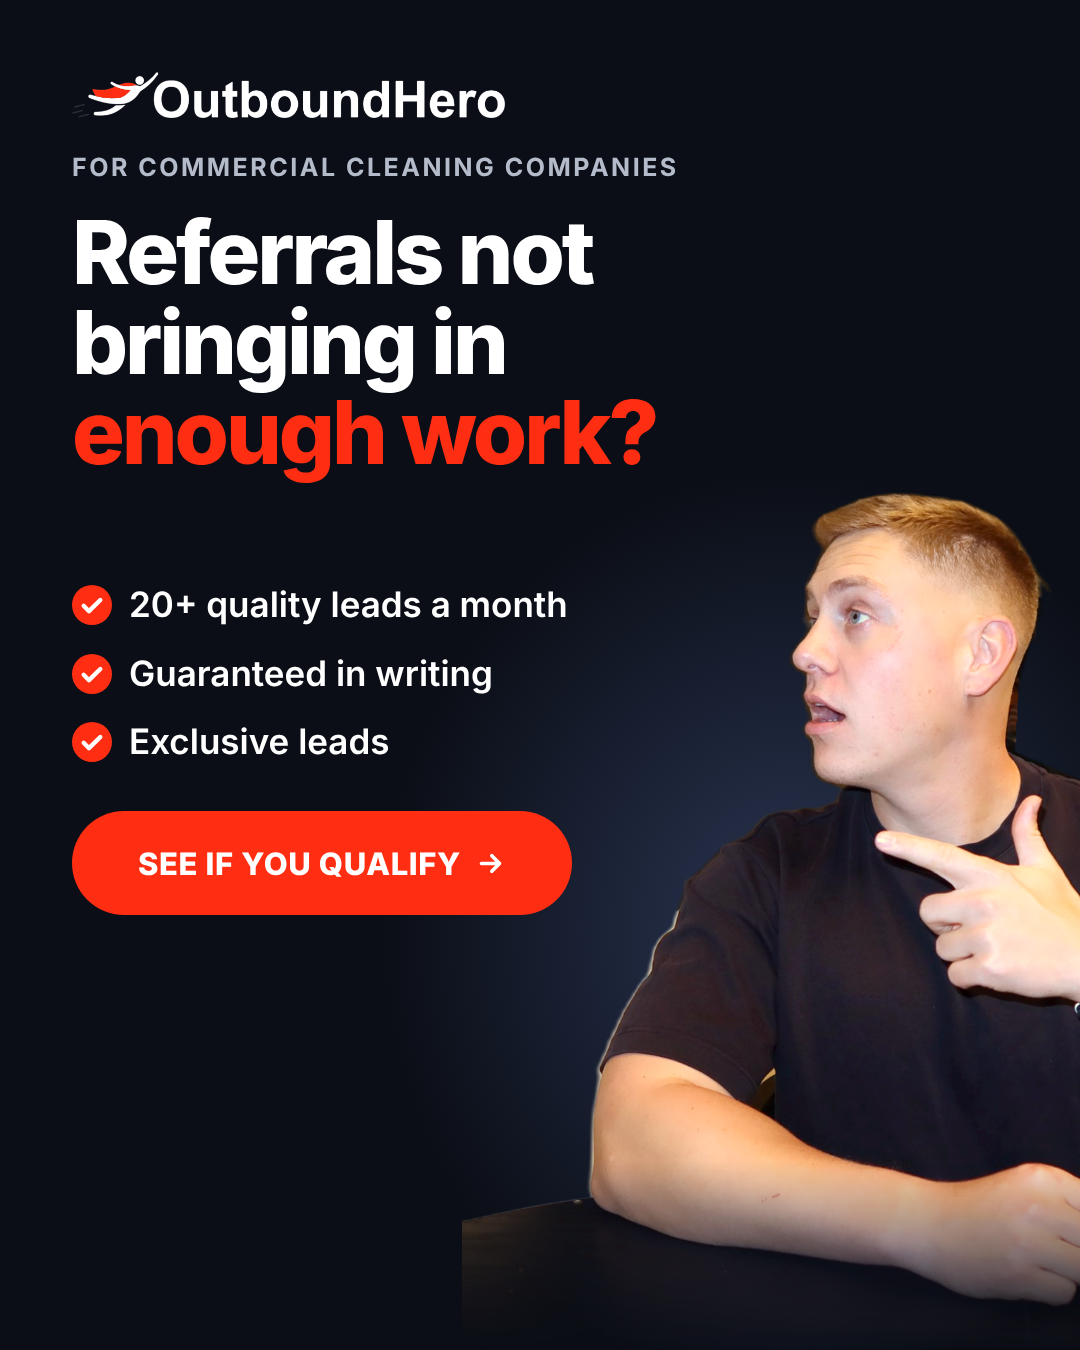 OutboundHero
FOR COMMERCIAL CLEANING COMPANIES
Referrals not
bringing in
enough work?
20+ quality leads a month
Guaranteed in writing
Exclusive leads
SEE IF YOU QUALIFY →